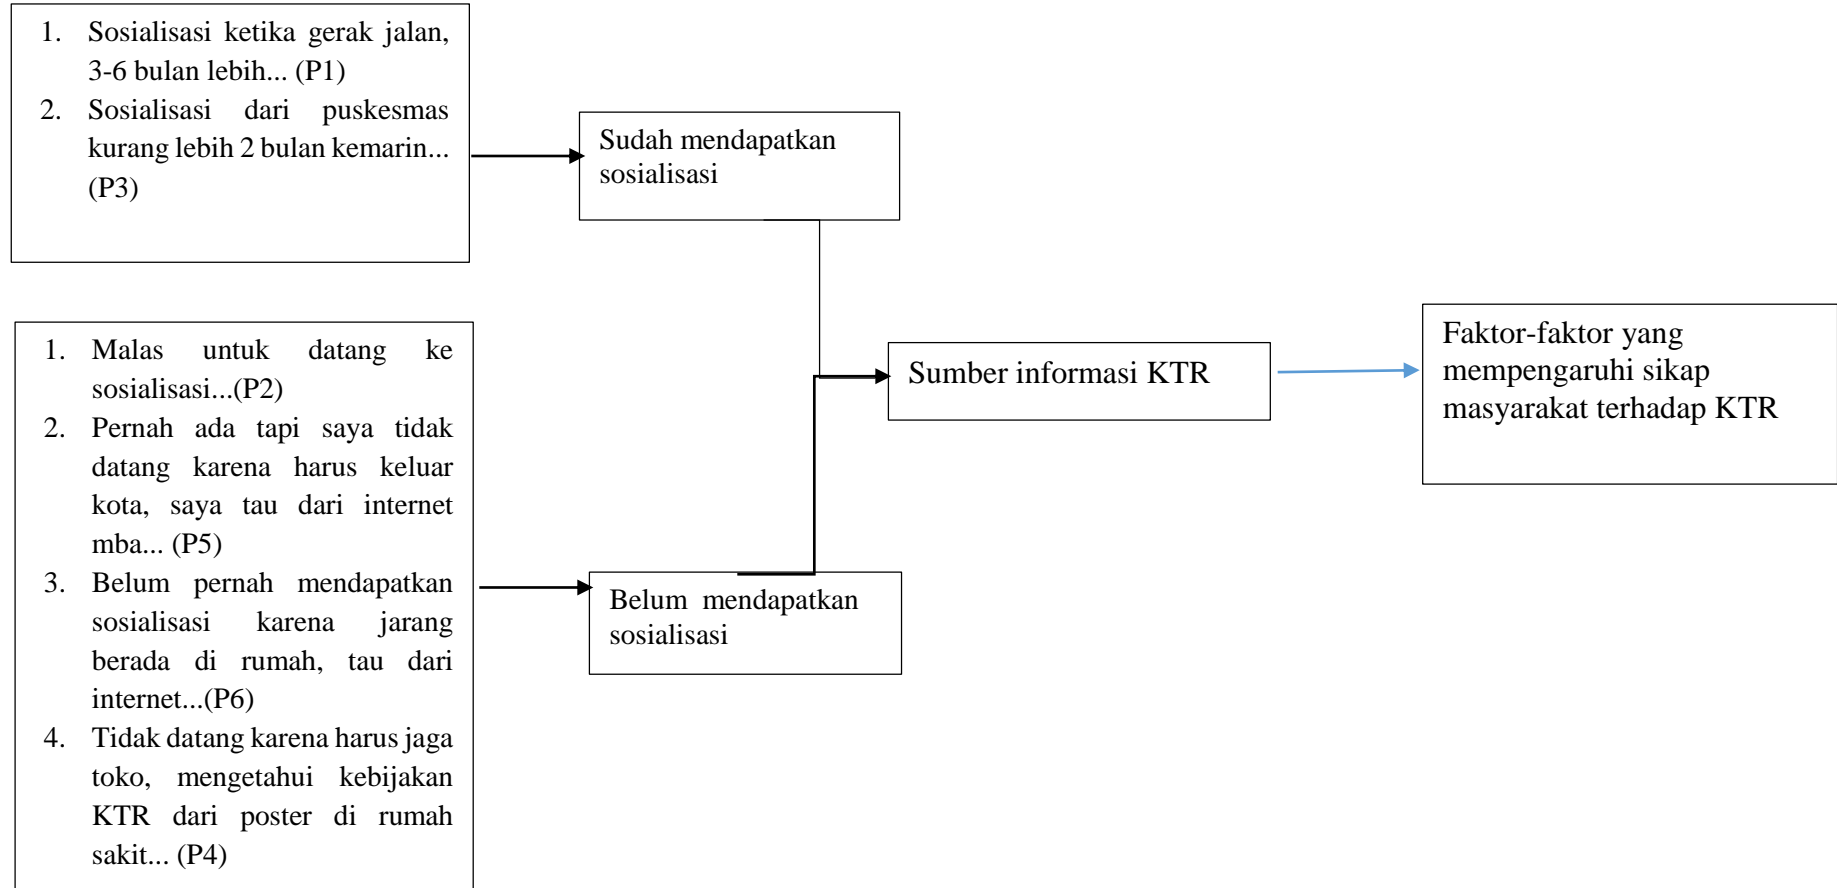 1. Sosialisasi ketika gerak jalan,
3-6 bulan lebih... (P1)
2. Sosialisasi dari puskesmas
kurang lebih 2 bulan kemarin...
(P3)
Sudah mendapatkan
sosialisasi
1. Malas untuk datang ke
sosialisasi...(P2)
2. Pernah ada tapi saya tidak
datang karena harus keluar
kota, saya tau dari internet
mba... (P5)
3. Belum pernah mendapatkan
sosialisasi karena jarang
berada di rumah, tau dari
internet...(P6)
4. Tidak datang karena harus jaga
toko, mengetahui kebijakan
KTR dari poster di rumah
sakit... (P4)
Belum mendapatkan
sosialisasi
Sumber informasi KTR
Faktor-faktor yang
mempengaruhi sikap
masyarakat terhadap KTR